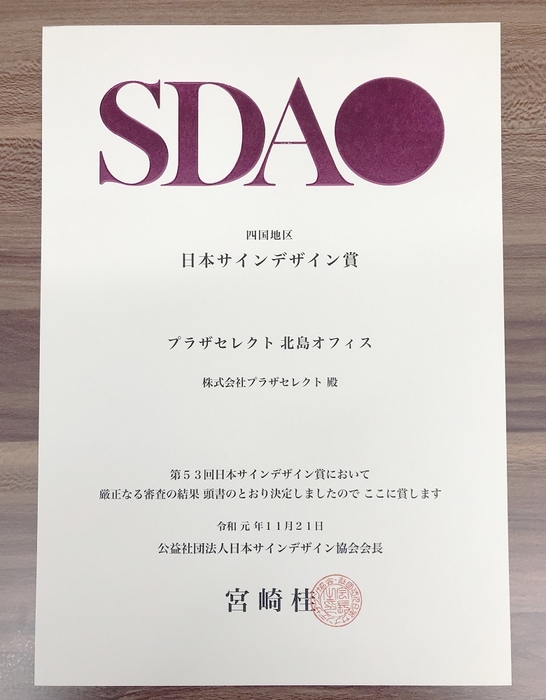 SDA
四国地区
日本サインデザイン賞
プラザセレクト 北島オフィス
株式会社プラザセレクト 殿
第５３回日本サインデザイン賞において
厳正なる審査の結果 頭書のとおり決定しましたので ここに賞します
令和 元 年１１月２１日
公益社団法人日本サインデザイン協会会長
宮崎桂